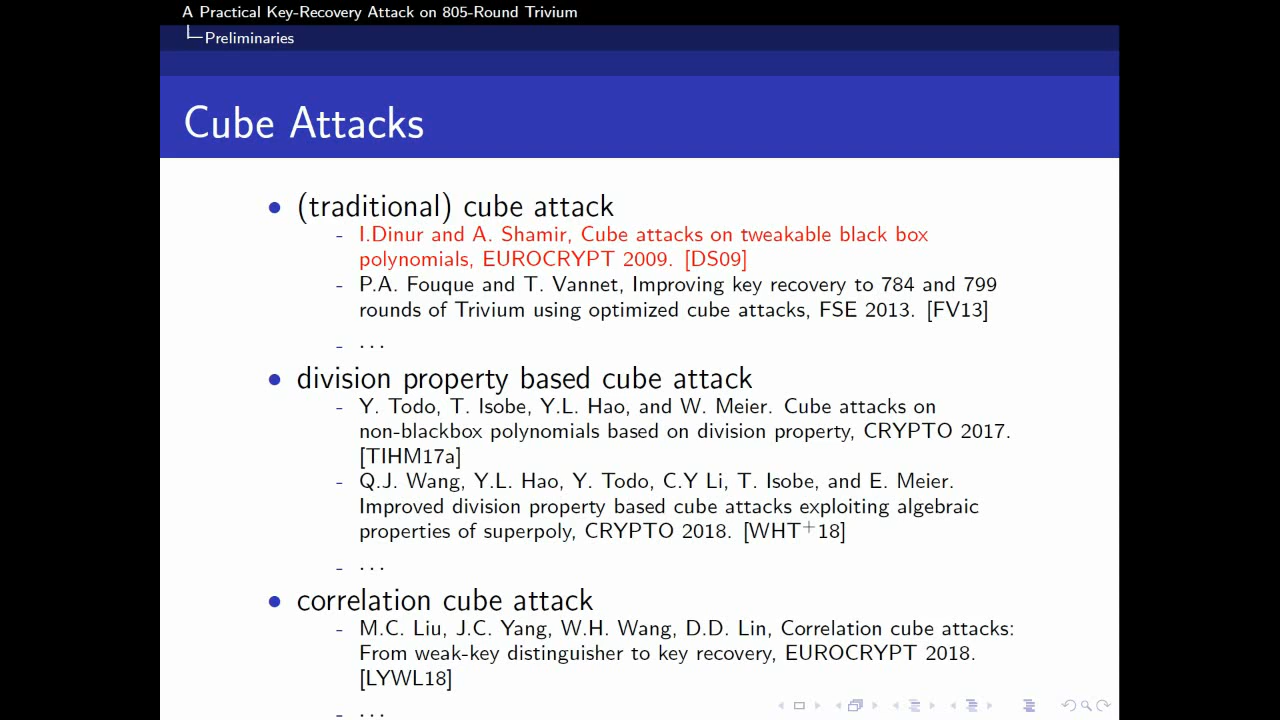 A Practical Key-Recovery Attack on 805-Round Trivium
Preliminaries
Cube Attacks
• (traditional) cube attack
- I.Dinur and A. Shamir, Cube attacks on tweakable black box
polynomials, EUROCRYPT 2009. [DS09]
- P.A. Fouque and T. Vannet, Improving key recovery to 784 and 799
rounds of Trivium using optimized cube attacks, FSE 2013. [FV13]
- ...
• division property based cube attack
- Y. Todo, T. Isobe, Y.L. Hao, and W. Meier. Cube attacks on
non-blackbox polynomials based on division property, CRYPTO 2017.
[TIHM17a]
- Q.J. Wang, Y.L. Hao, Y. Todo, C.Y Li, T. Isobe, and E. Meier.
Improved division property based cube attacks exploiting algebraic
properties of superpoly, CRYPTO 2018. [WHT+18]
- ...
• correlation cube attack
- M.C. Liu, J.C. Yang, W.H. Wang, D.D. Lin, Correlation cube attacks:
From weak-key distinguisher to key recovery, EUROCRYPT 2018.
[LYWL18]
- ...